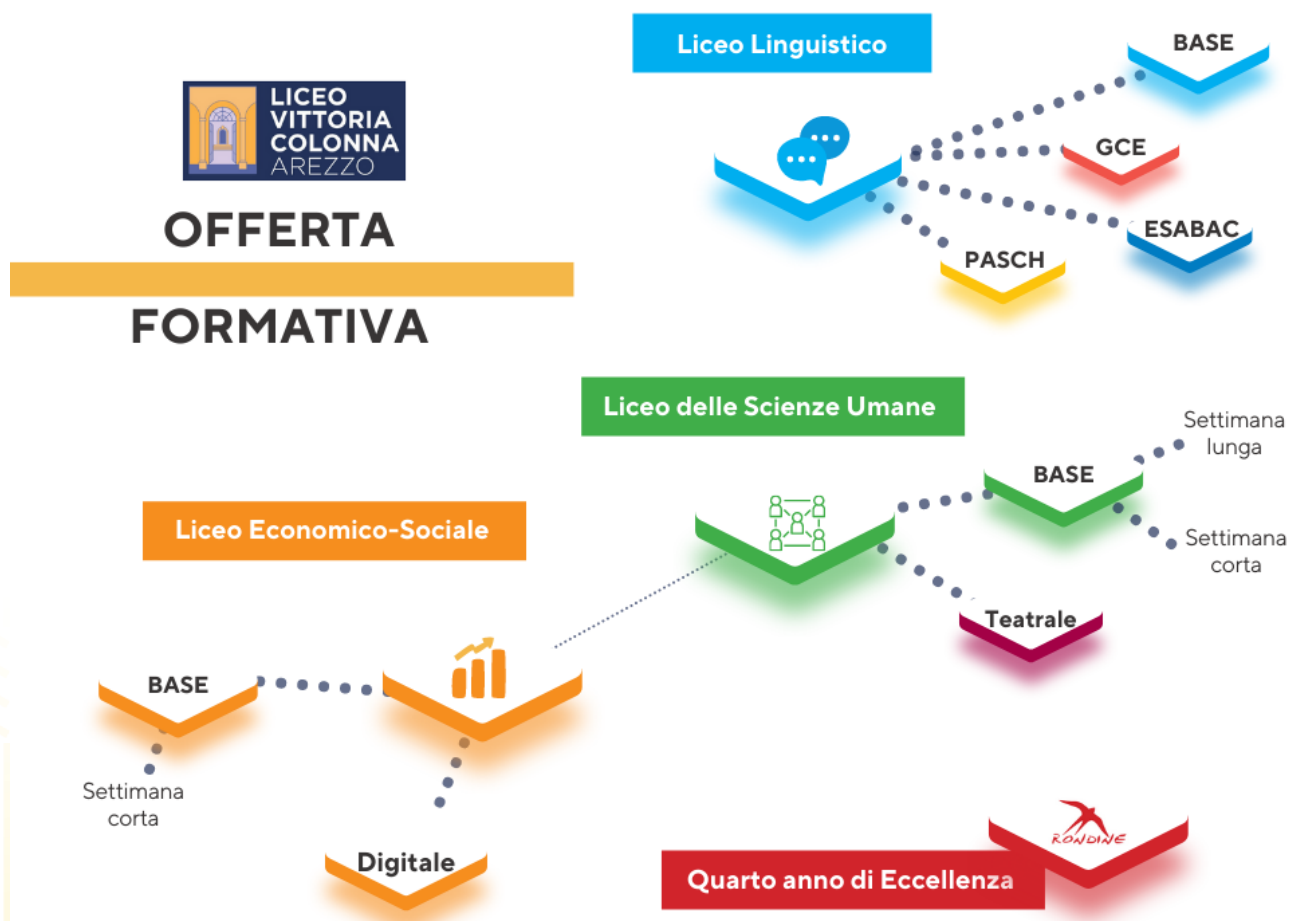 LICEO
VITTORIA
COLONNA
AREZZO
OFFERTA
FORMATIVA
Liceo Linguistico
BASE
GCE
ESABAC
PASCH
Liceo delle Scienze Umane
BASE
Settimana
lunga
Settimana
corta
Teatrale
Liceo Economico-Sociale
BASE
Settimana
corta
Digitale
RONDINE
Quarto anno di Eccellenza